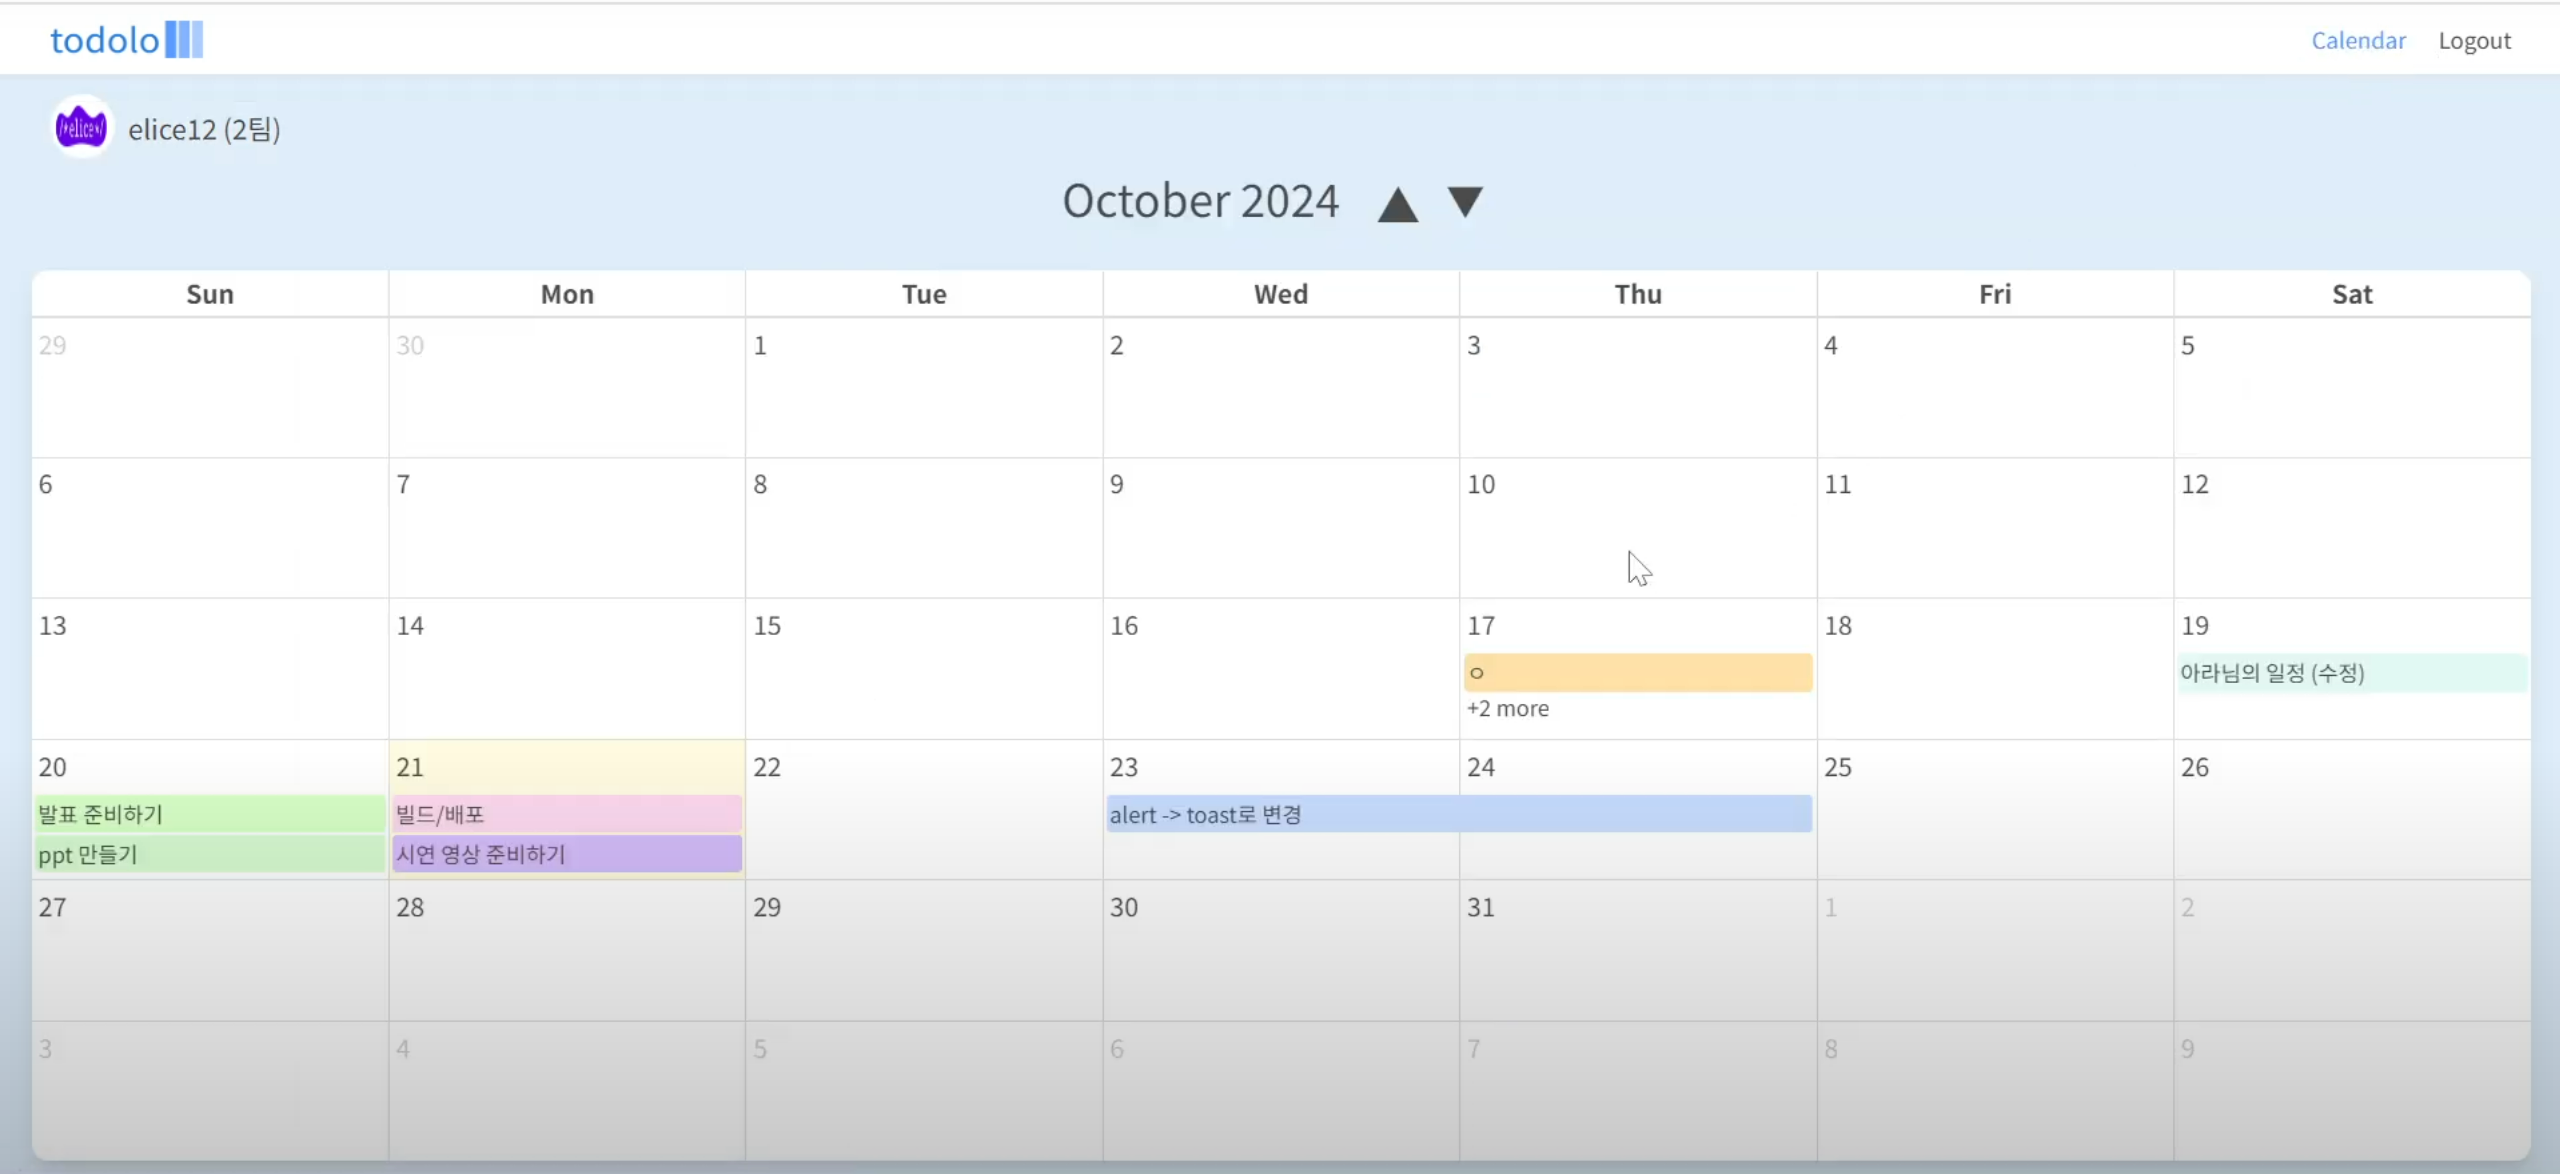 todolo
Calendar Logout
/*elice*/
elice12 (2팀)
October 2024 ▲ ▼
Sun Mon Tue Wed Thu Fri Sat
29 30 1 2 3 4 5
6 7 8 9 10 11 12
13 14 15 16 17 18 19
ㅇ 아라님의 일정 (수정)
+2 more
20 21 22 23 24 25 26
발표 준비하기 빌드/배포 alert -> toast로 변경
ppt 만들기 시연 영상 준비하기
27 28 29 30 31 1 2
3 4 5 6 7 8 9